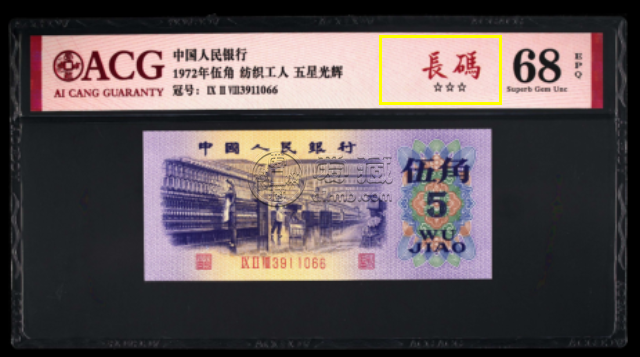 ACG
AI CANG GUARANTY
中国人民银行
1972年伍角 纺织工人 五星光辉
冠号: IX II VIII3911066
長碼
☆☆☆
68
EPQ
Superb Gem Unc
中國人民銀行
伍角
5
WU
JIAO
IX II VIII 3911066